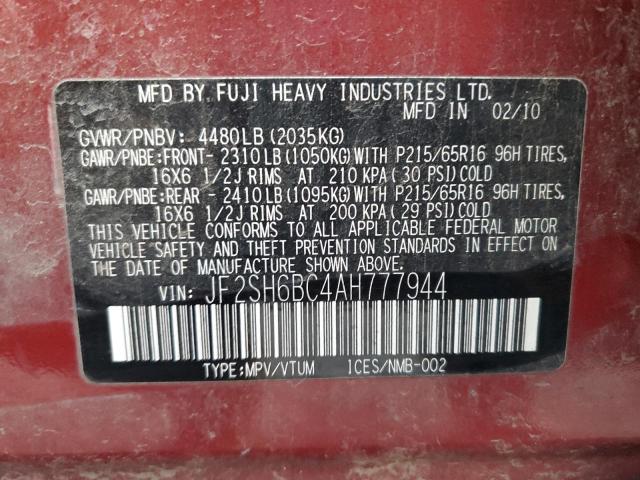 MFD BY FUJI HEAVY INDUSTRIES LTD.
MFD IN 02/10
GVWR/PNBV: 4480LB(2035KG)
GAWR/PNBE:FRONT- 2310LB(1050KG)WITH P215/65R16 96H TIRES,
16X6 1/2J RIMS AT 210 KPA(30 PSI)COLD
GAWR/PNBE:REAR - 2410LB(1095KG)WITH P215/65R16 96H TIRES,
16X6 1/2J RIMS AT 200 KPA(29 PSI)COLD
THIS VEHICLE CONFORMS TO ALL APPLICABLE FEDERAL MOTOR
VEHICLE SAFETY AND THEFT PREVENTION STANDARDS IN EFFECT ON
THE DATE OF MANUFACTURE SHOWN ABOVE.
VIN: JF2SH6BC4AH777944
TYPE:MPV/VTUM 1CES/NMB-002